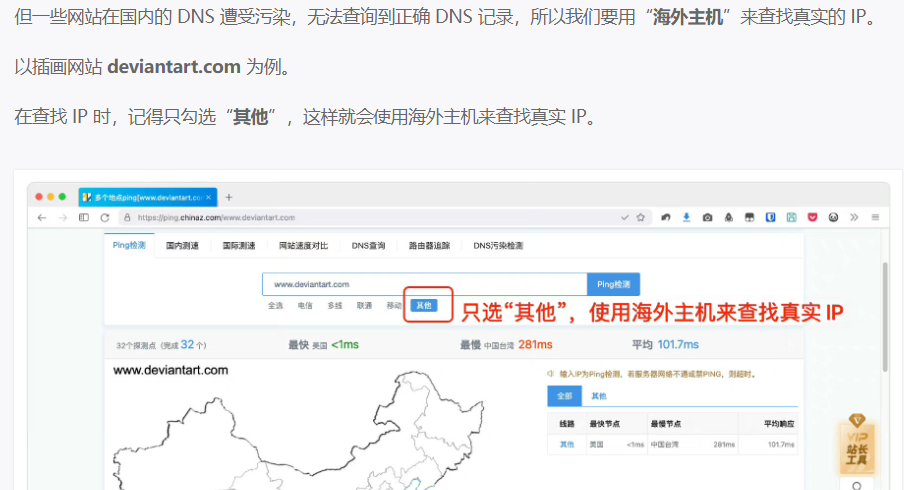 但一些网站在国内的 DNS 遭受污染，无法查询到正确 DNS 记录，所以我们要用“海外主机”来查找真实的 IP。
以插画网站 deviantart.com 为例。
在查找 IP 时，记得只勾选“其他”，这样就会使用海外主机来查找真实 IP。
多个地点ping[www.deviantart.co
https://ping.chinaz.com/www.deviantart.com
Ping检测 国内测速 国际测速 网站速度对比 DNS查询 路由器追踪 DNS污染检测
www.deviantart.com Ping检测
全选 电信 多线 联通 移动 其他
只选“其他”，使用海外主机来查找真实 IP
32个探测点（完成 32 个） 最快 美国 <1ms 最慢 中国台湾 281ms 平均 101.7ms
www.deviantart.com
输入IP为Ping检测，若服务器网络不通或禁PING，则超时。
全部 其他
线路 最快节点 最慢节点 平均响应
其他 美国 <1ms 中国台湾 281ms 101.7ms
VIP
站长
工具